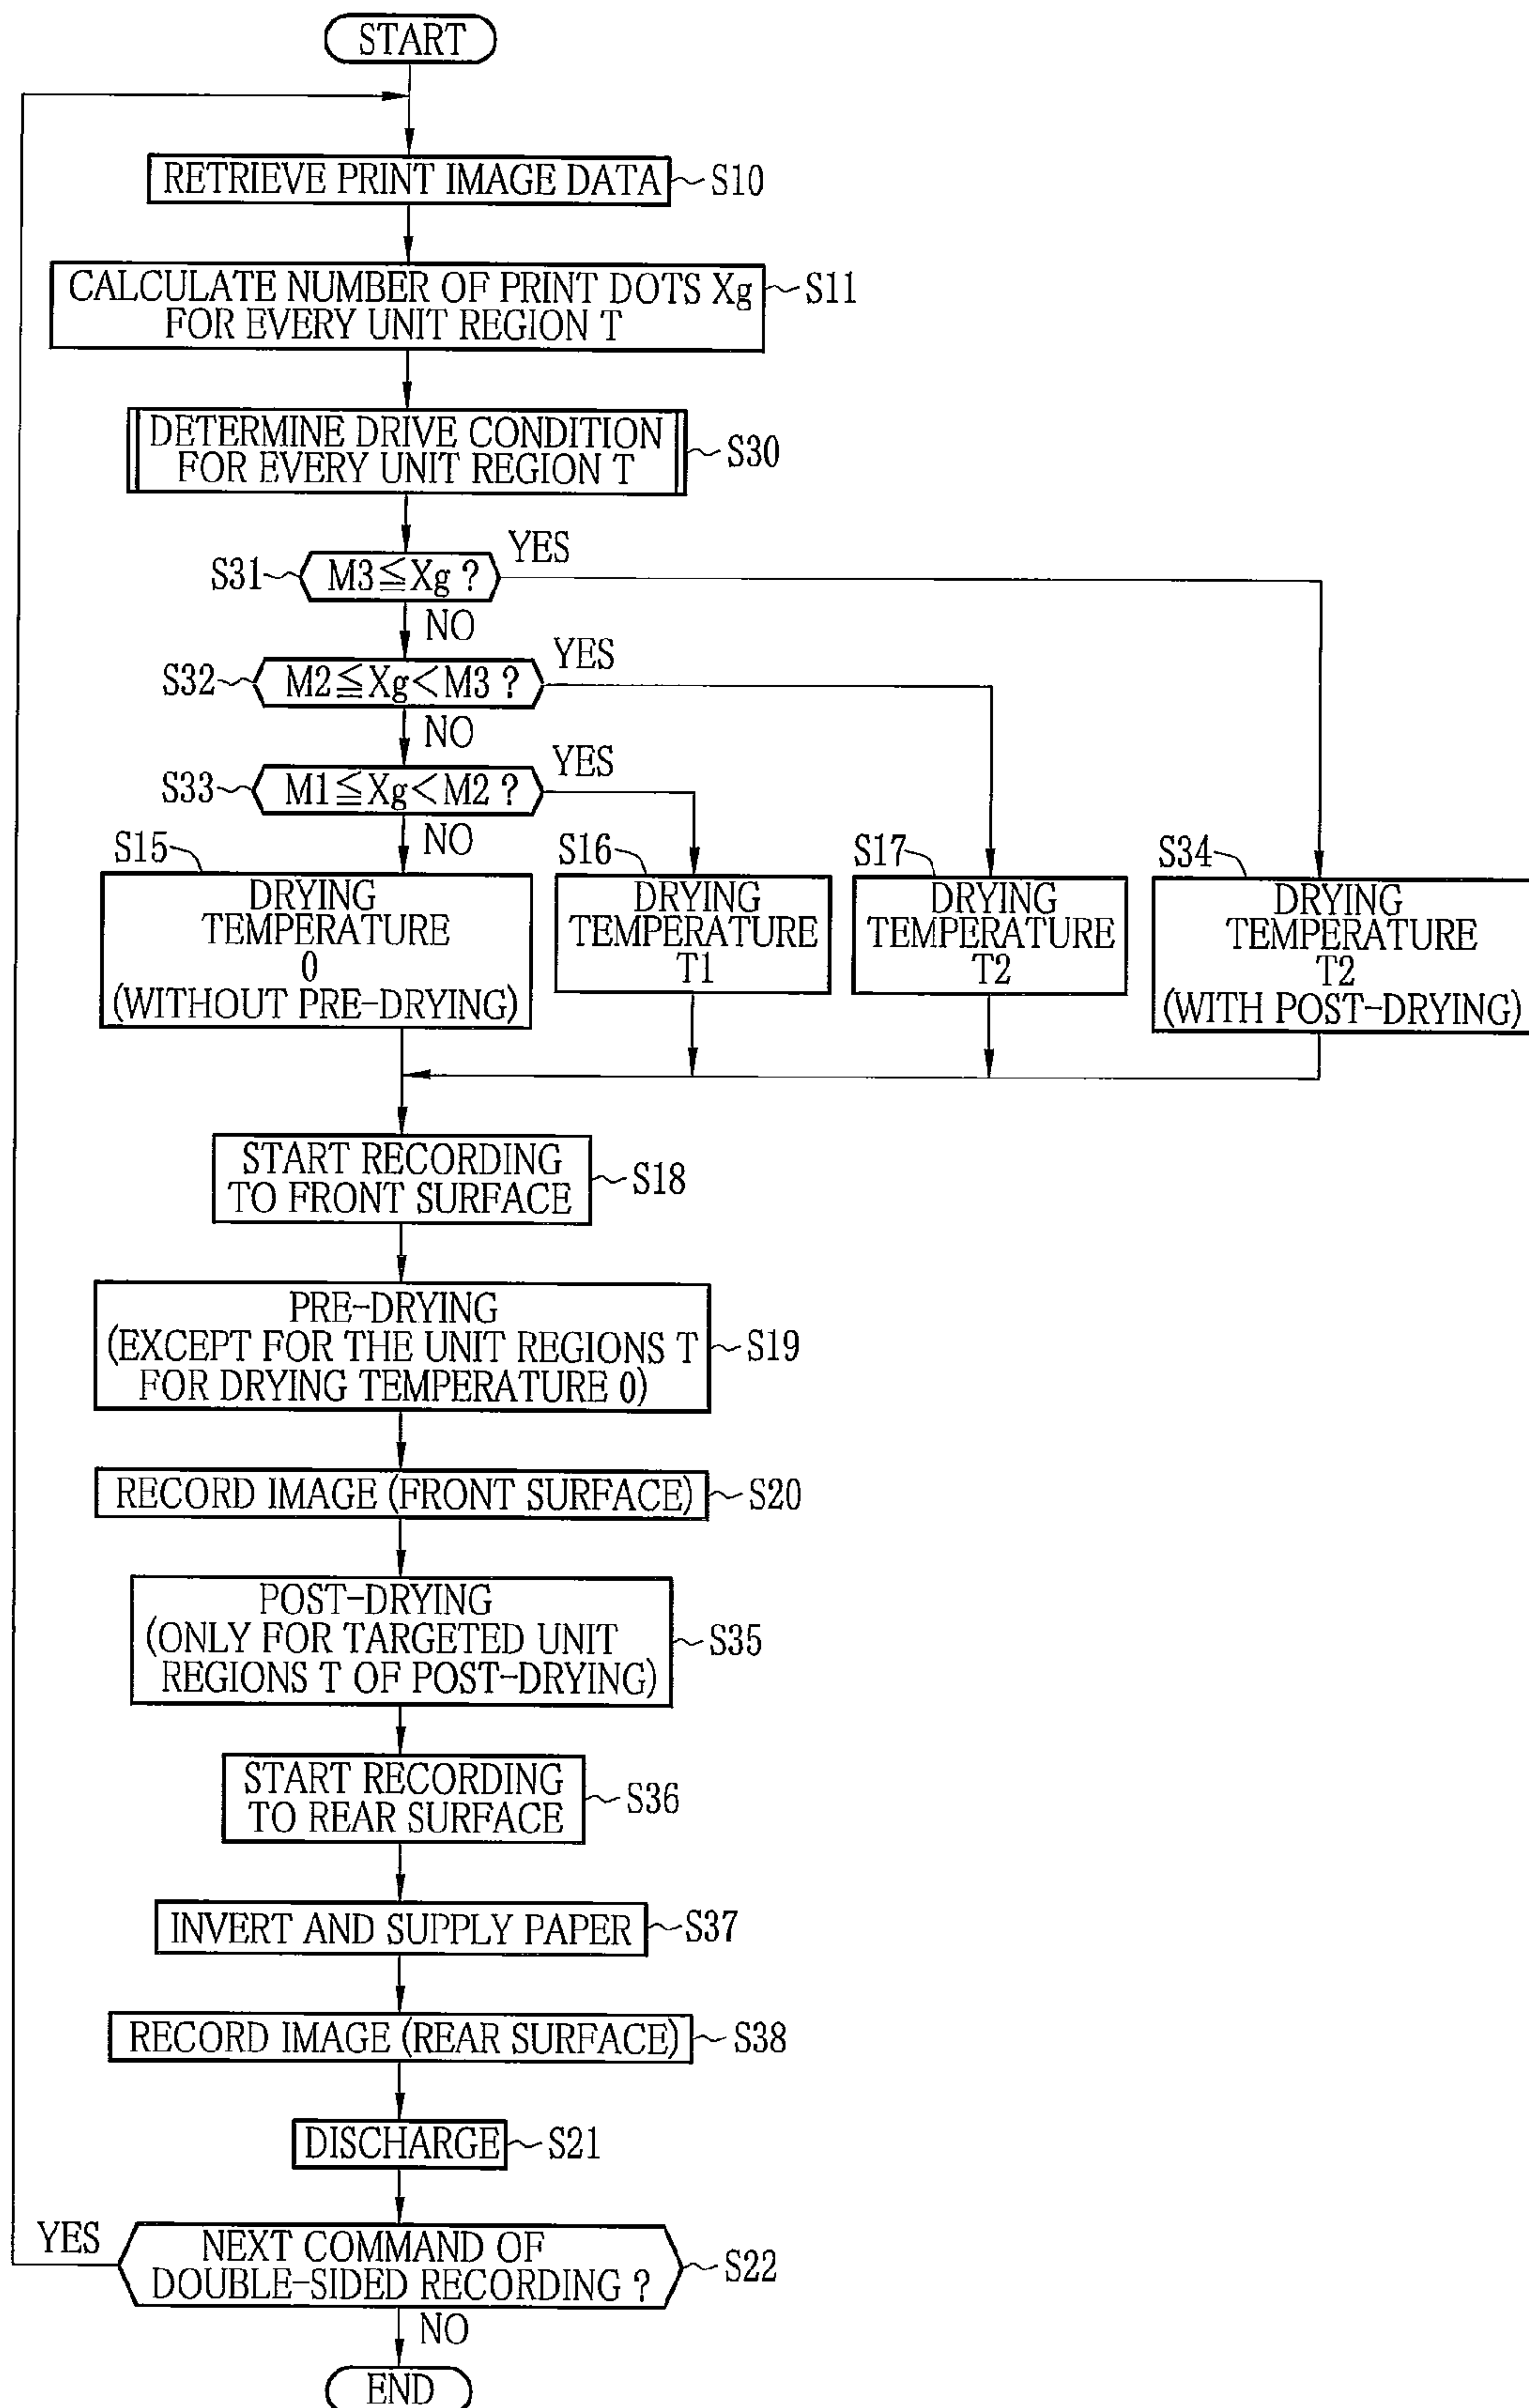 START
RETRIEVE PRINT IMAGE DATA
S10
CALCULATE NUMBER OF PRINT DOTS Xg
FOR EVERY UNIT REGION T
S11
DETERMINE DRIVE CONDITION
FOR EVERY UNIT REGION T
S30
S31
M3≦Xg ?
YES
NO
S32
M2≦Xg<M3 ?
YES
NO
S33
M1≦Xg<M2 ?
YES
NO
S15
DRYING
TEMPERATURE
0
(WITHOUT PRE-DRYING)
S16
DRYING
TEMPERATURE
T1
S17
DRYING
TEMPERATURE
T2
S34
DRYING
TEMPERATURE
T2
(WITH POST-DRYING)
START RECORDING
TO FRONT SURFACE
S18
PRE-DRYING
(EXCEPT FOR THE UNIT REGIONS T
FOR DRYING TEMPERATURE 0)
S19
RECORD IMAGE (FRONT SURFACE)
S20
POST-DRYING
(ONLY FOR TARGETED UNIT
REGIONS T OF POST-DRYING)
S35
START RECORDING
TO REAR SURFACE
S36
INVERT AND SUPPLY PAPER
S37
RECORD IMAGE (REAR SURFACE)
S38
DISCHARGE
S21
YES
NEXT COMMAND OF
DOUBLE-SIDED RECORDING ?
S22
NO
END